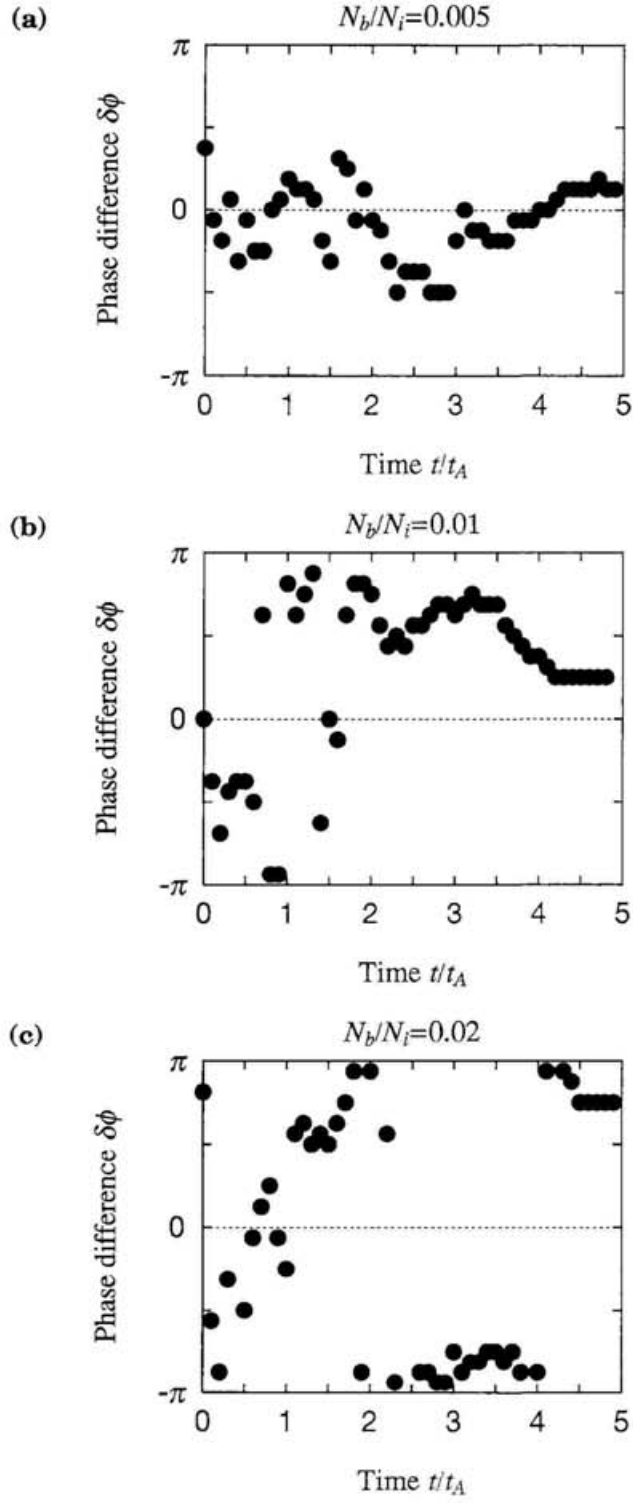 (a)
N_b/N_i=0.005
π
0
-π
Phase difference δϕ
0 1 2 3 4 5
Time t/t_A
(b)
N_b/N_i=0.01
π
0
-π
Phase difference δϕ
0 1 2 3 4 5
Time t/t_A
(c)
N_b/N_i=0.02
π
0
-π
Phase difference δϕ
0 1 2 3 4 5
Time t/t_A